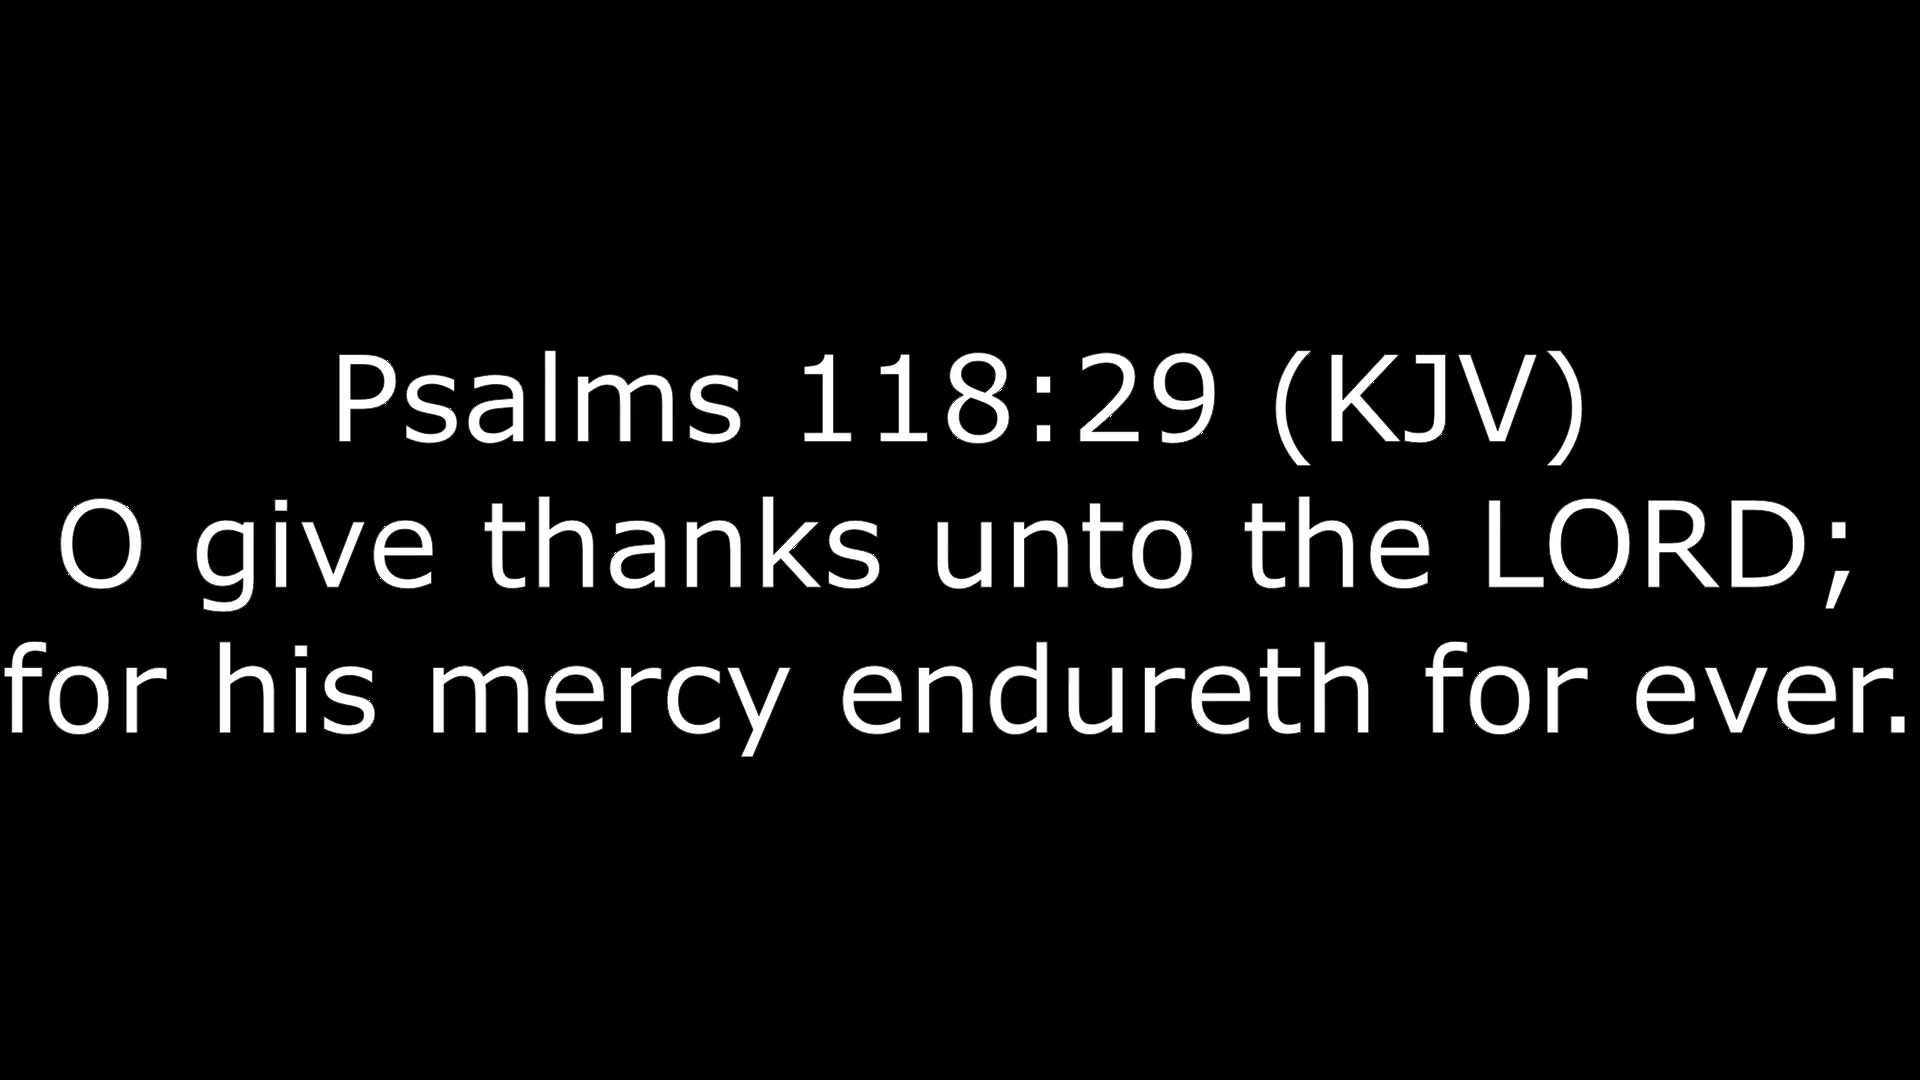 Psalms 118:29 (KJV)
O give thanks unto the LORD;
for his mercy endureth for ever.